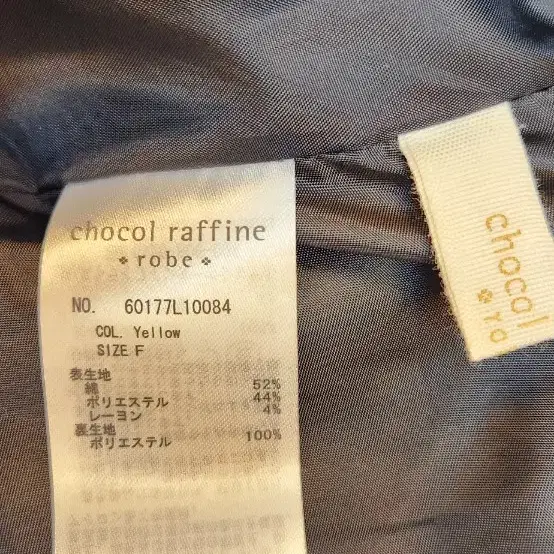 chocol raffine
robe
NO. 60177L10084
COL. Yellow
SIZE F
表生地
綿 52%
ポリエステル 44%
レーヨン 4%
裏生地
ポリエステル 100%
chocol
ro